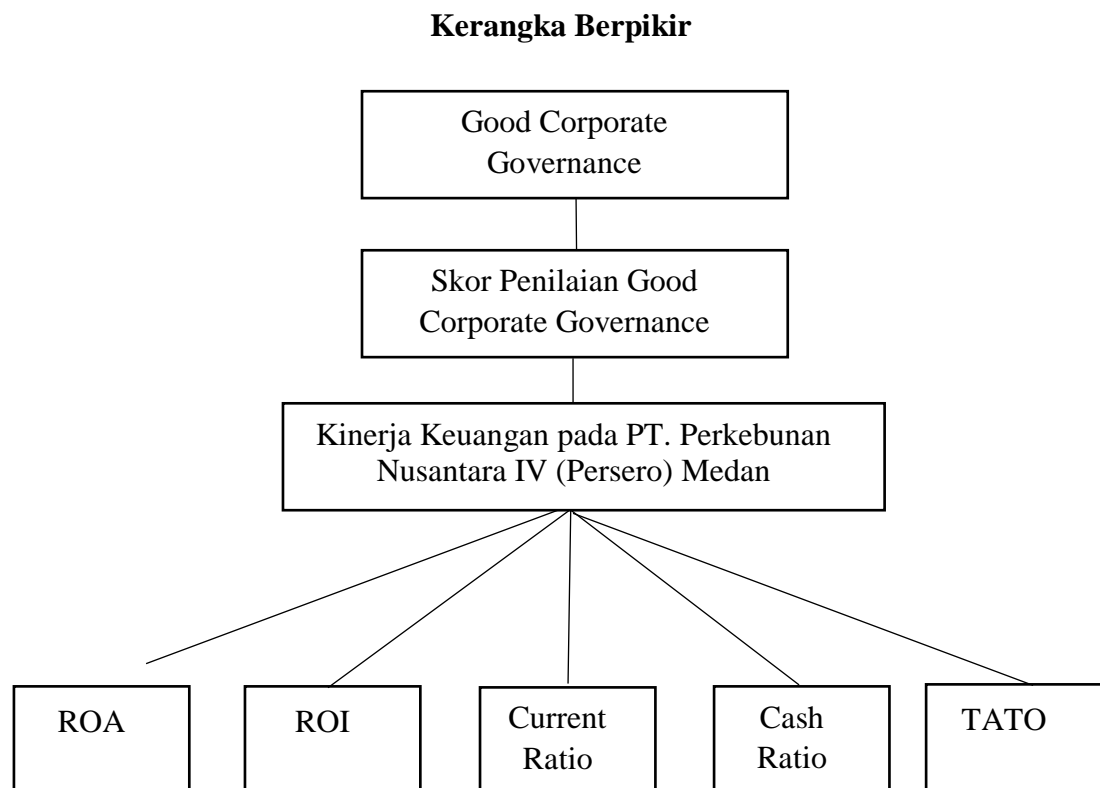 Kerangka Berpikir
Good Corporate
Governance
Skor Penilaian Good
Corporate Governance
Kinerja Keuangan pada PT. Perkebunan
Nusantara IV (Persero) Medan
ROA
ROI
Current
Ratio
Cash
Ratio
TATO